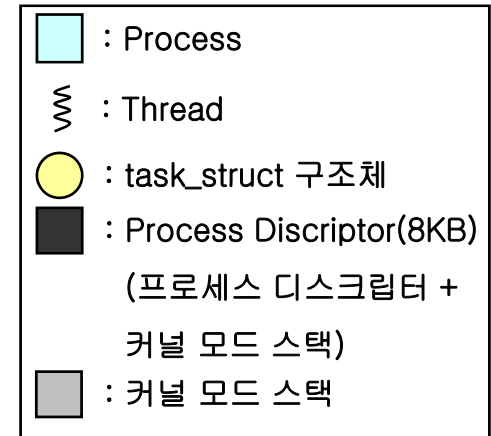 : Process
: Thread
: task_struct 구조체
: Process Discriptor(8KB)
(프로세스 디스크립터 +
커널 모드 스택)
: 커널 모드 스택